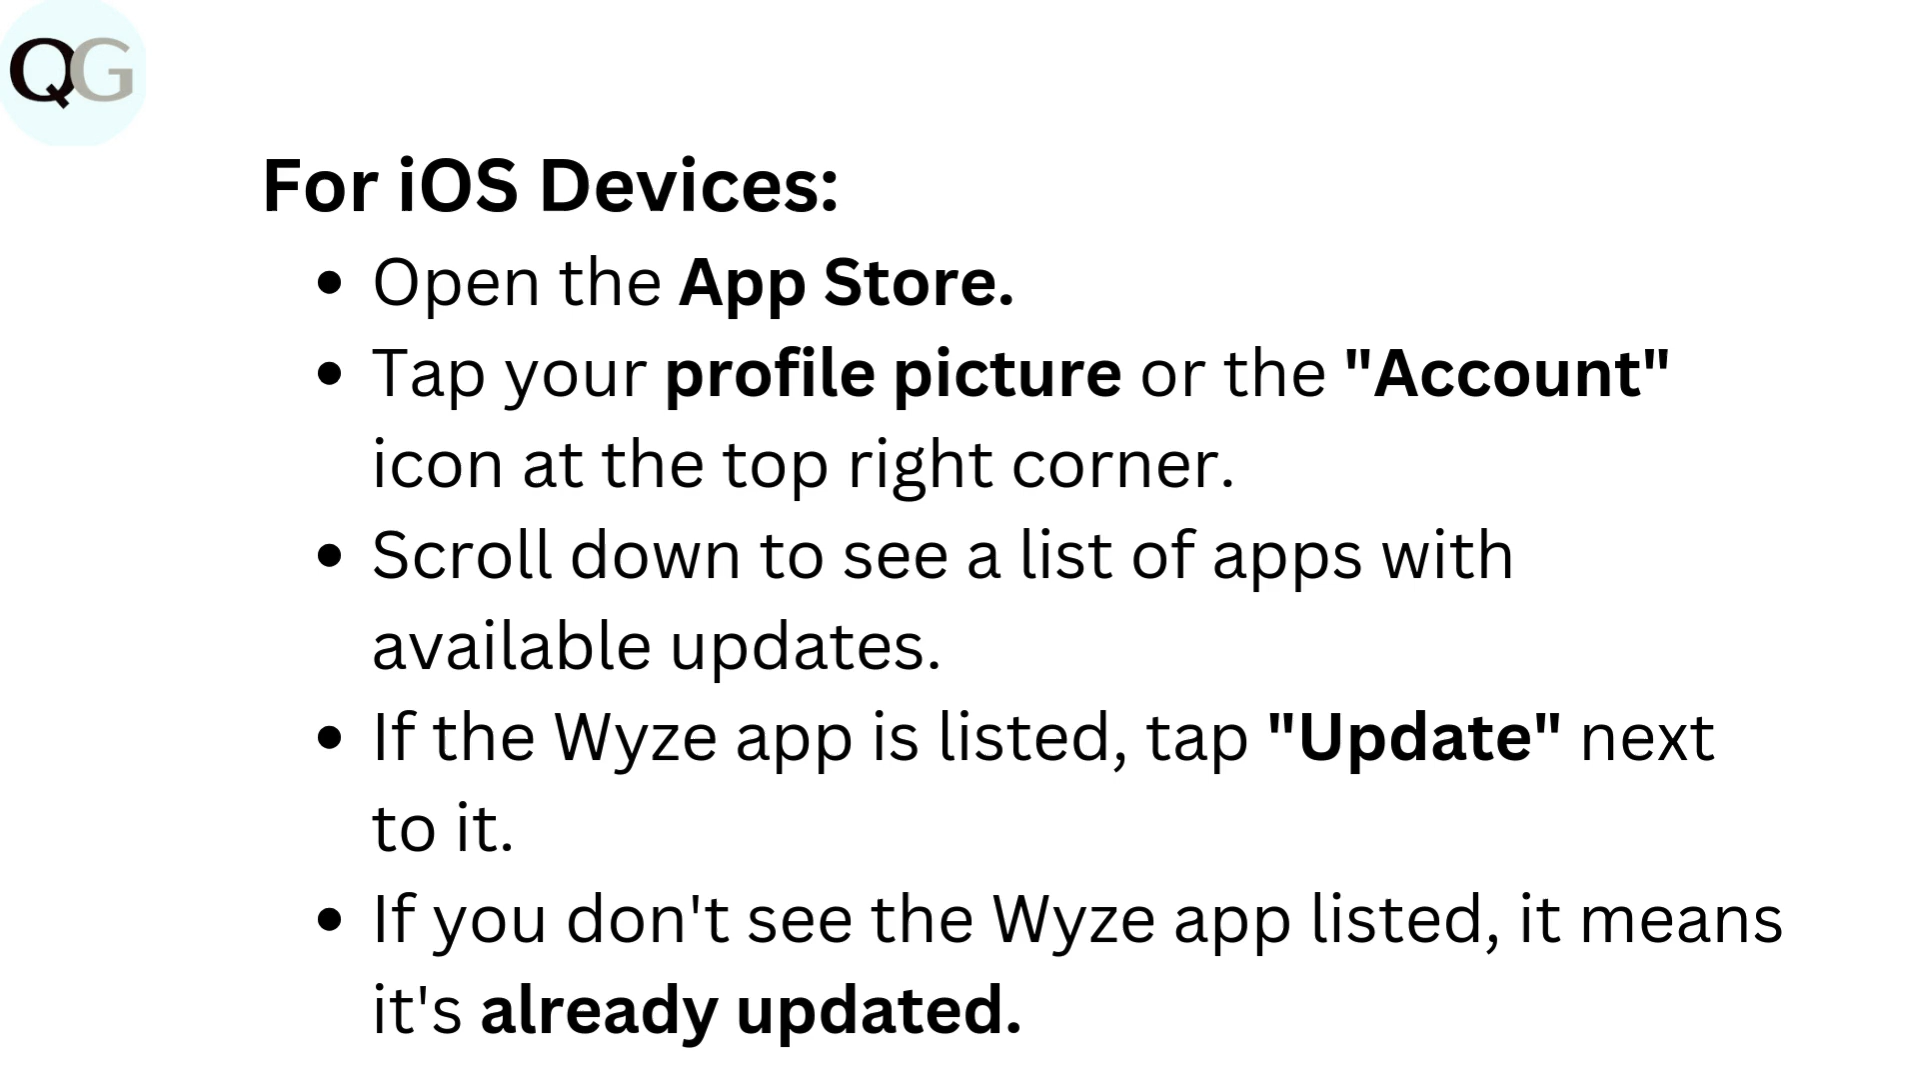 QG
For iOS Devices:
• Open the App Store.
• Tap your profile picture or the "Account"
icon at the top right corner.
• Scroll down to see a list of apps with
available updates.
• If the Wyze app is listed, tap "Update" next
to it.
• If you don't see the Wyze app listed, it means
it's already updated.